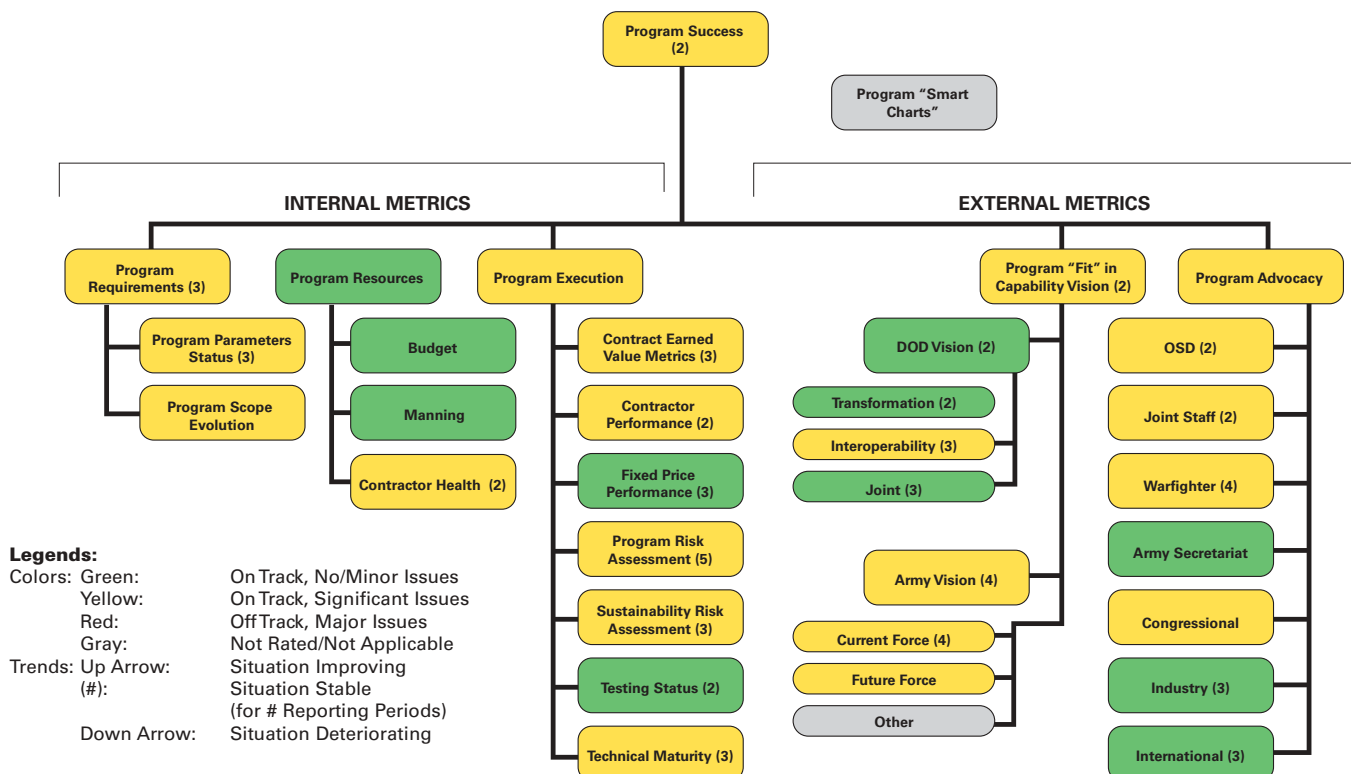 Program Success
(2)
Program “Smart
Charts”
INTERNAL METRICS
EXTERNAL METRICS
Program
Requirements (3)
Program Resources
Program Execution
Program “Fit” in
Capability Vision (2)
Program Advocacy
Program Parameters
Status (3)
Program Scope
Evolution
Budget
Manning
Contractor Health (2)
Contract Earned
Value Metrics (3)
Contractor
Performance (2)
Fixed Price
Performance (3)
Program Risk
Assessment (5)
Sustainability Risk
Assessment (3)
Testing Status (2)
Technical Maturity (3)
DOD Vision (2)
Transformation (2)
Interoperability (3)
Joint (3)
Army Vision (4)
Current Force (4)
Future Force
Other
OSD (2)
Joint Staff (2)
Warfighter (4)
Army Secretariat
Congressional
Industry (3)
International (3)
Legends:
Colors: Green: On Track, No/Minor Issues
Yellow: On Track, Significant Issues
Red: Off Track, Major Issues
Gray: Not Rated/Not Applicable
Trends: Up Arrow: Situation Improving
(#): Situation Stable
(for # Reporting Periods)
Down Arrow: Situation Deteriorating